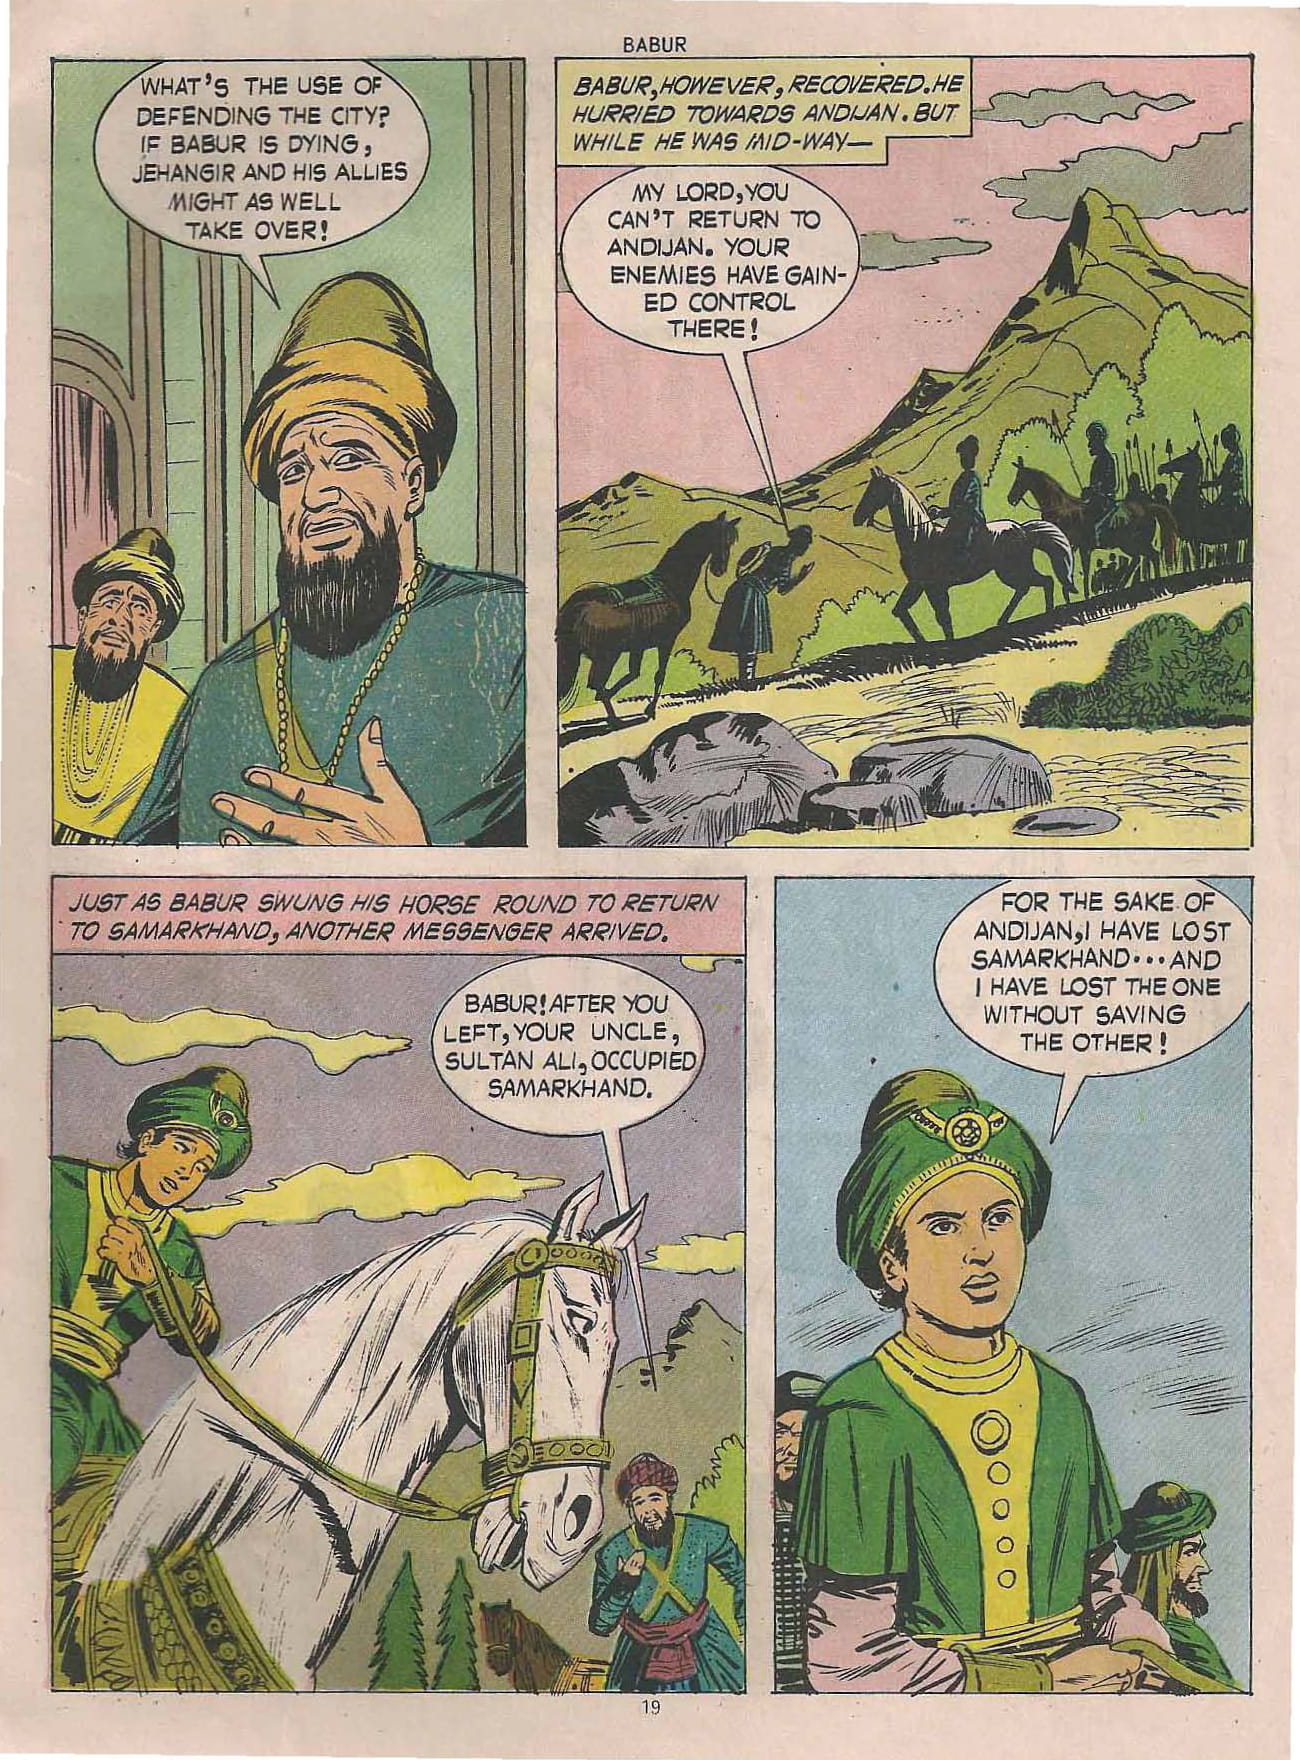 BABUR
WHAT'S THE USE OF
DEFENDING THE CITY?
IF BABUR IS DYING,
JEHANGIR AND HIS ALLIES
MIGHT AS WELL
TAKE OVER!
BABUR, HOWEVER, RECOVERED. HE
HURRIED TOWARDS ANDIJAN. BUT
WHILE HE WAS MID-WAY—
MY LORD, YOU
CAN'T RETURN TO
ANDIJAN. YOUR
ENEMIES HAVE GAIN-
ED CONTROL
THERE!
JUST AS BABUR SWUNG HIS HORSE ROUND TO RETURN
TO SAMARKHAND, ANOTHER MESSENGER ARRIVED.
BABUR! AFTER YOU
LEFT, YOUR UNCLE,
SULTAN ALI, OCCUPIED
SAMARKHAND.
FOR THE SAKE OF
ANDIJAN, I HAVE LOST
SAMARKHAND...AND
I HAVE LOST THE ONE
WITHOUT SAVING
THE OTHER!
19